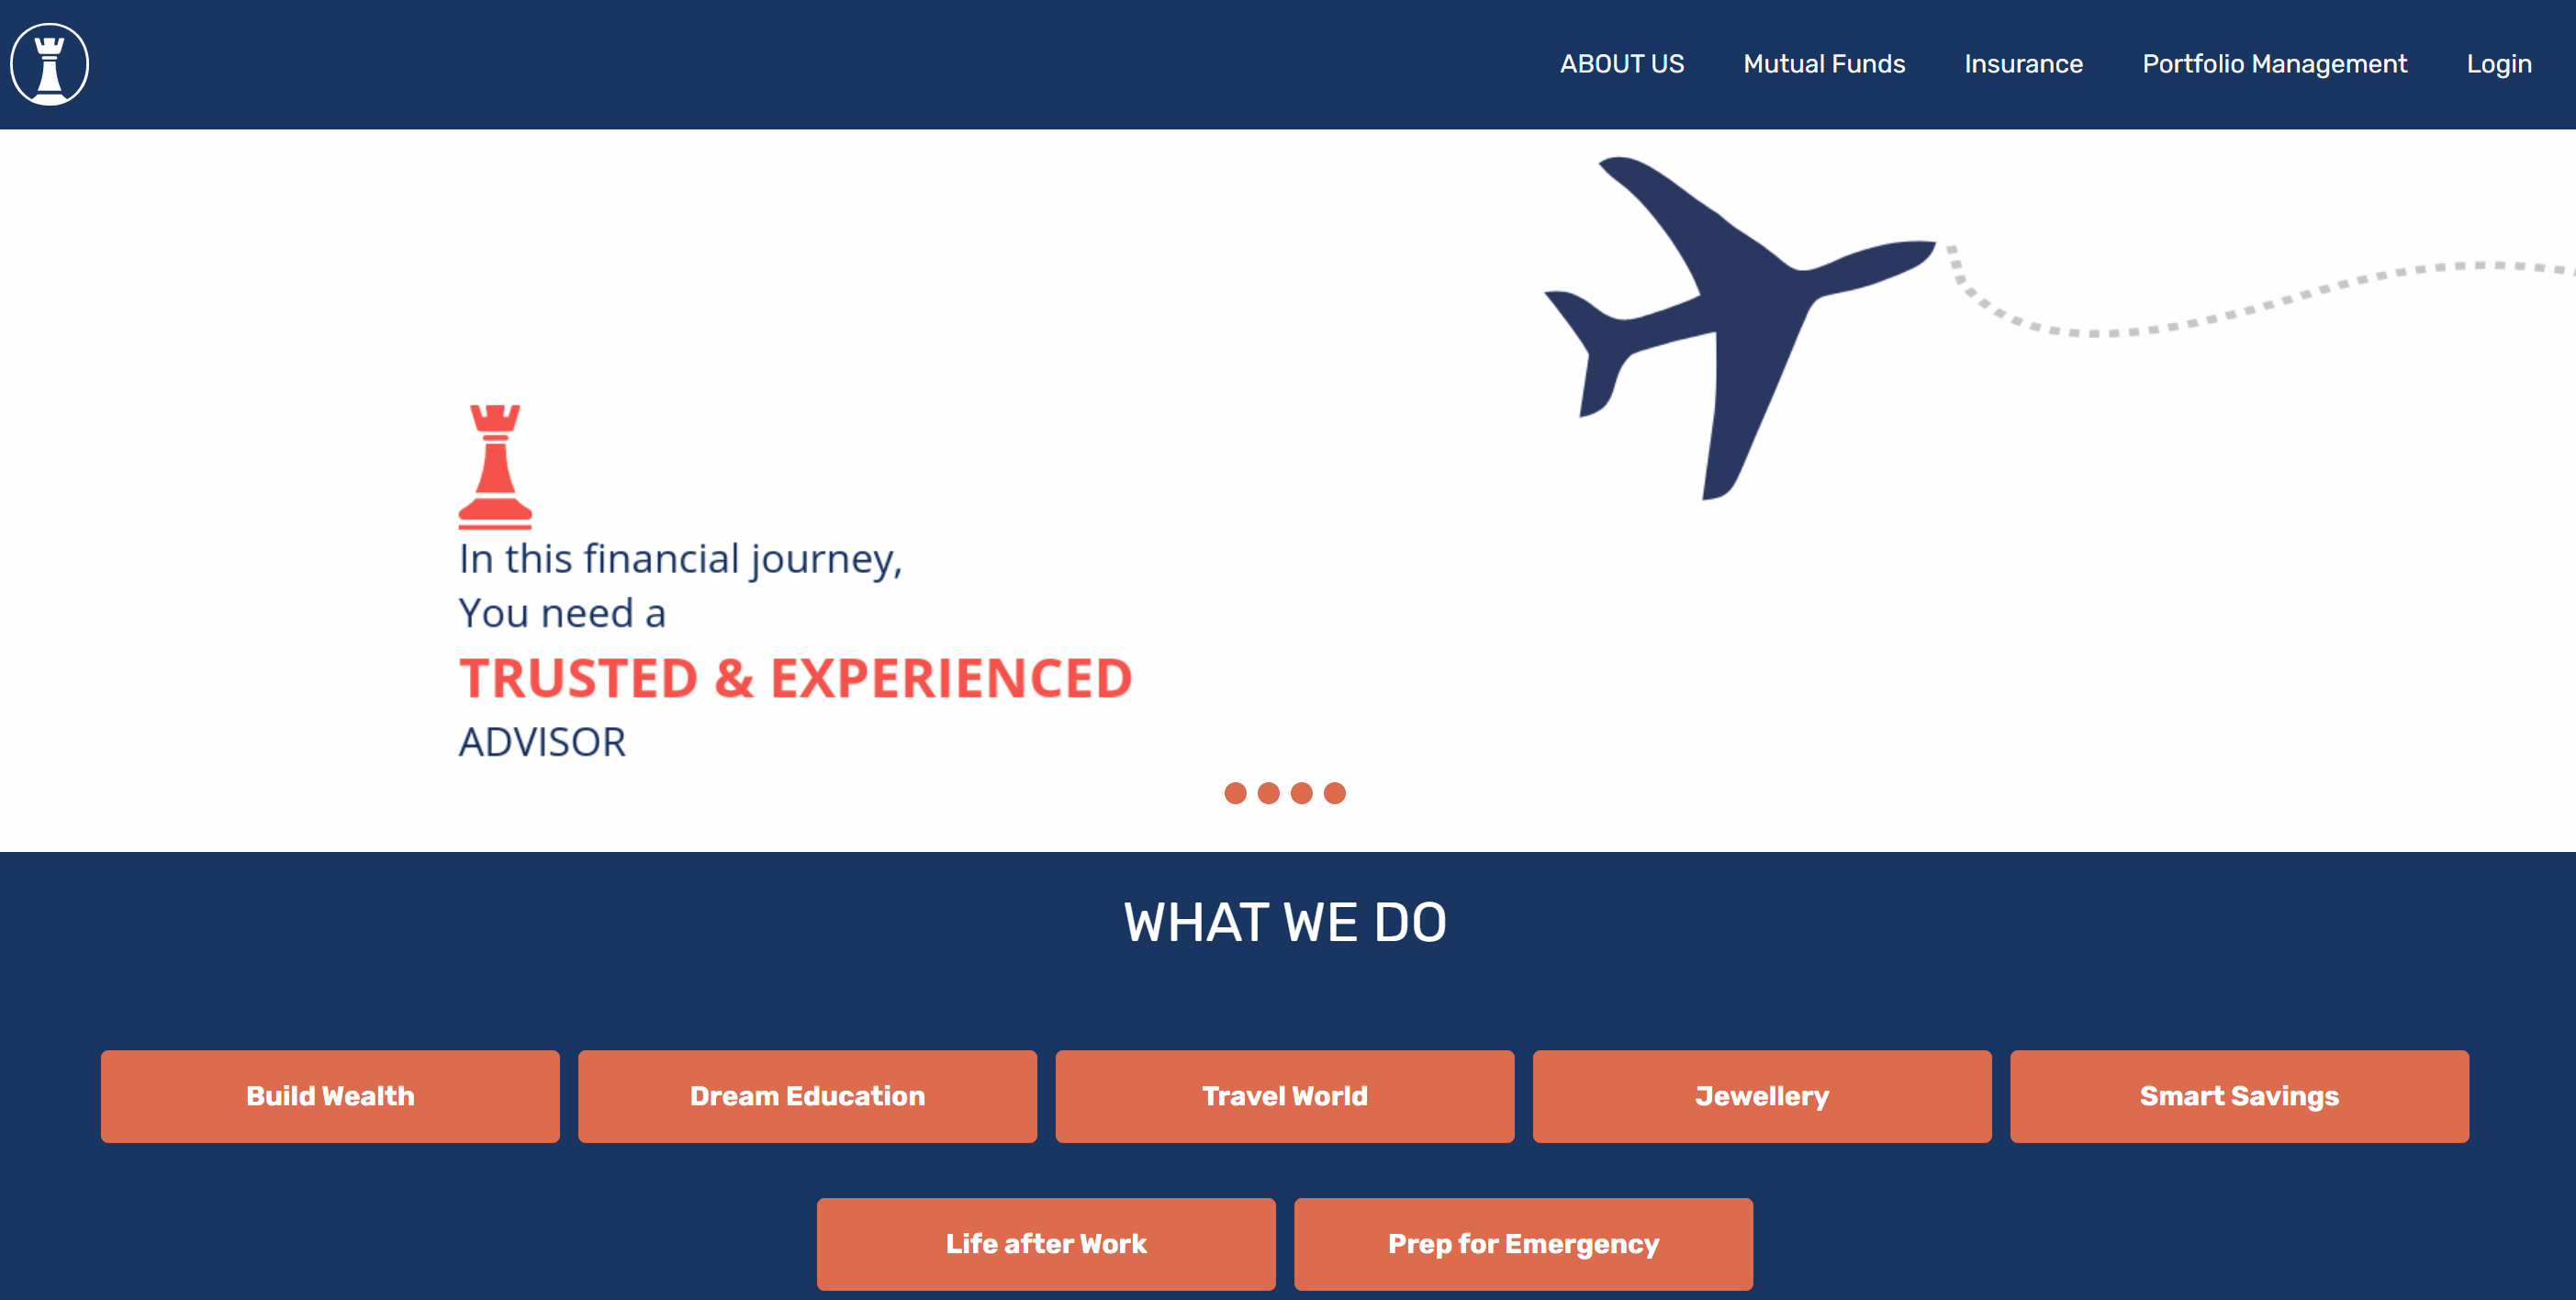 ABOUT US Mutual Funds Insurance Portfolio Management Login
In this financial journey,
You need a
TRUSTED & EXPERIENCED
ADVISOR
WHAT WE DO
Build Wealth Dream Education Travel World Jewellery Smart Savings
Life after Work Prep for Emergency